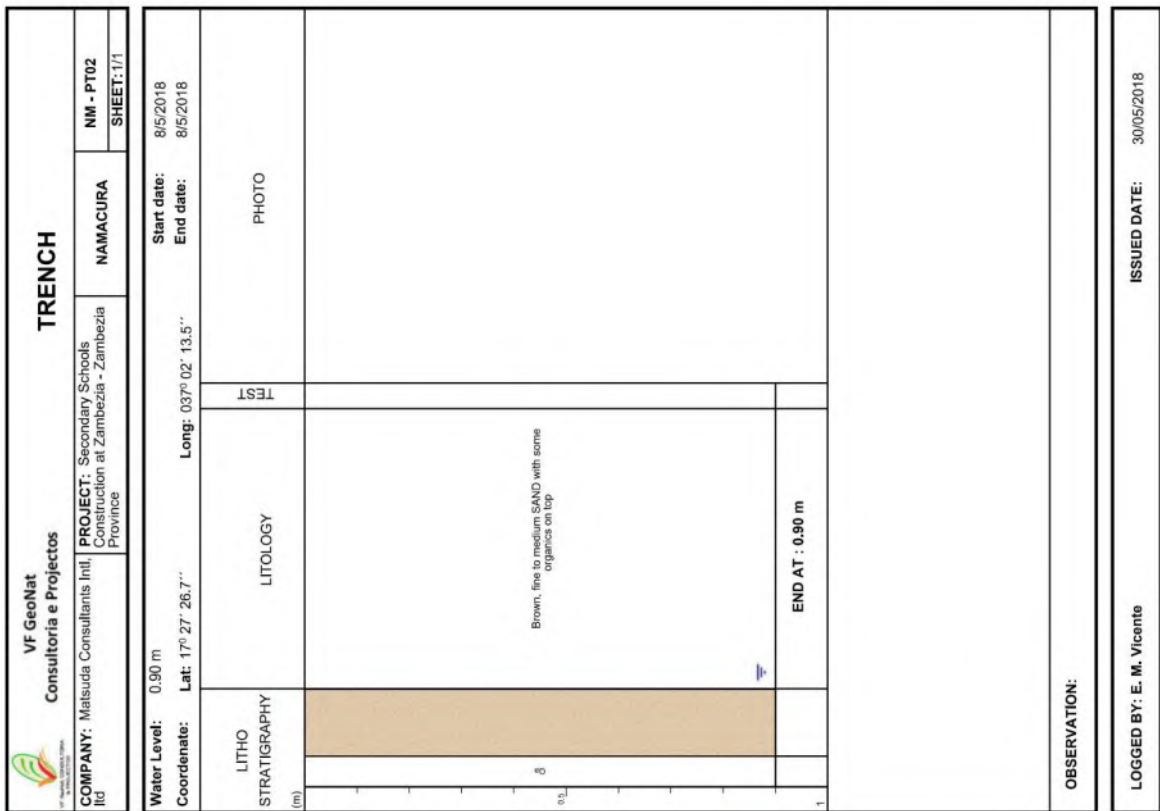 VF GeoNat
Consultoria e Projectos
TRENCH
COMPANY: Matsuda Consultants Intl, ltd
PROJECT: Secondary Schools
Construction at Zambezia - Zambezia
Province
NAMACURA
NM - PT02
SHEET:1/1
Water Level: 0.90 m
Start date: 8/5/2018
Coordenate: Lat: 17⁰ 27´ 26.7´´ Long: 037⁰ 02´ 13.5´´
End date: 8/5/2018
LITHO
STRATIGRAPHY
LITOLOGY
TEST
PHOTO
(m)
0.5
1
Brown, fine to medium SAND with some
organics on top
END AT : 0.90 m
OBSERVATION:
LOGGED BY: E. M. Vicente
ISSUED DATE: 30/05/2018